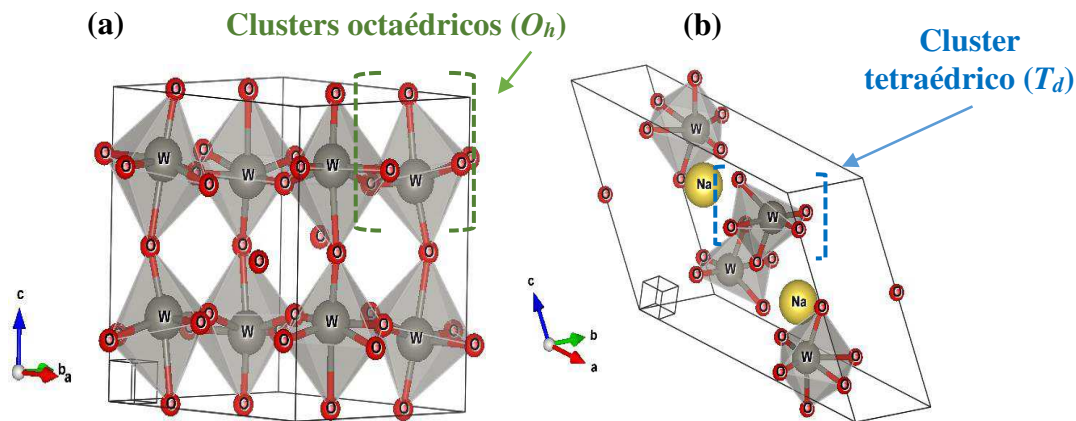 (a)
Clusters octaédricos (Oh)
(b)
Cluster
tetraédrico (Td)
O O O O
O O O O O O O O O O
W W W W
O O O O
O O
W W W W
O O O O O O O O O O
O O O O
c
b
a
O O O O O
W
O O
Na
O O O
W
O O O
O O O O
W
O O
Na
O O
W
O O O O O
c
b
a